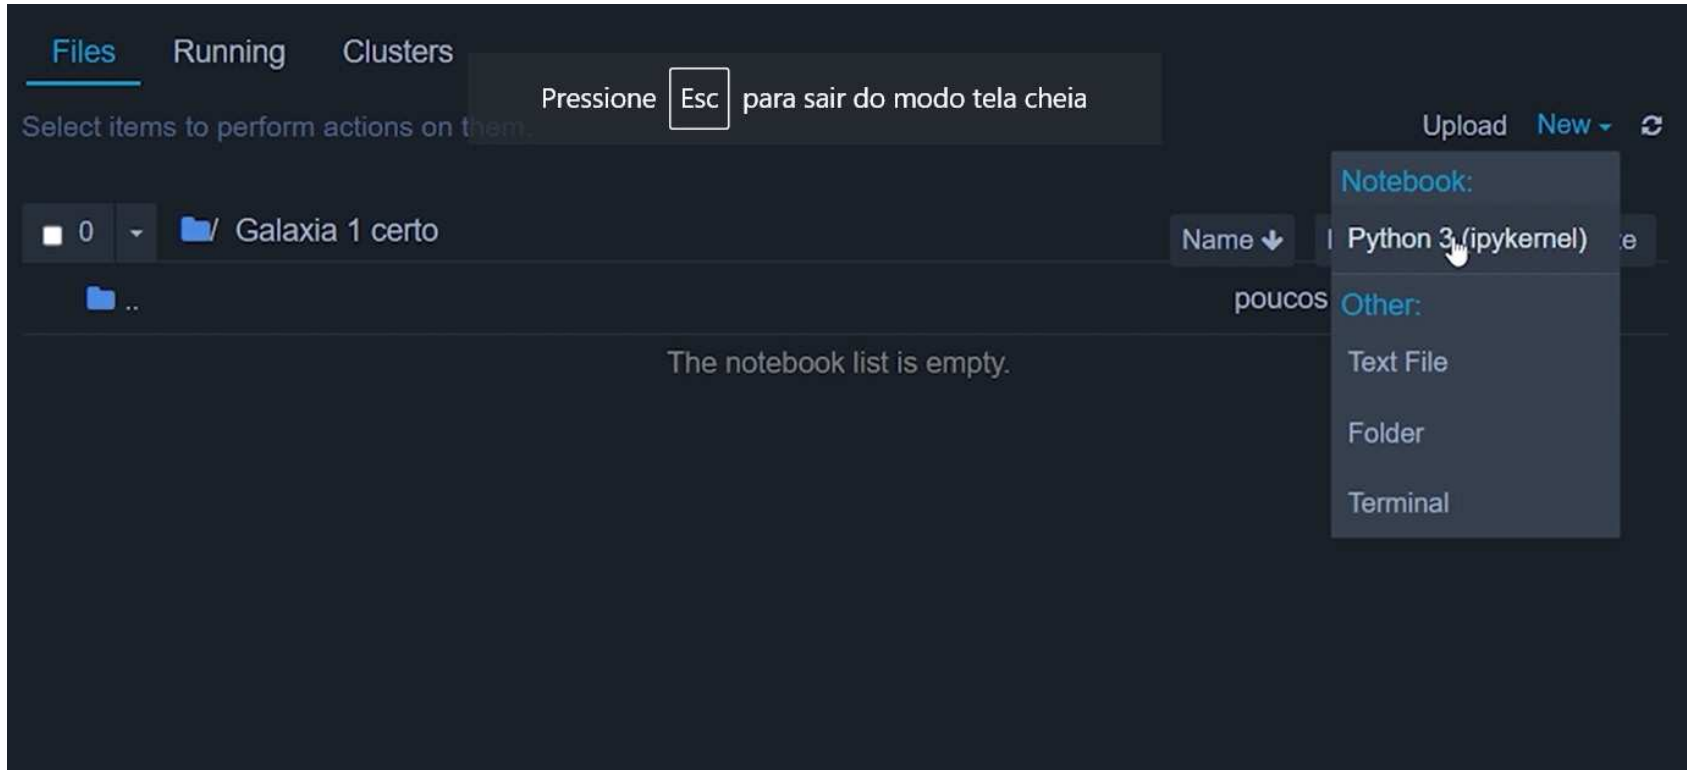 Files Running Clusters
Pressione Esc para sair do modo tela cheia
Select items to perform actions on them.
Upload New
Notebook:
0 / Galaxia 1 certo
Name Python 3 (ipykernel)
.. poucos
Other:
The notebook list is empty.
Text File
Folder
Terminal